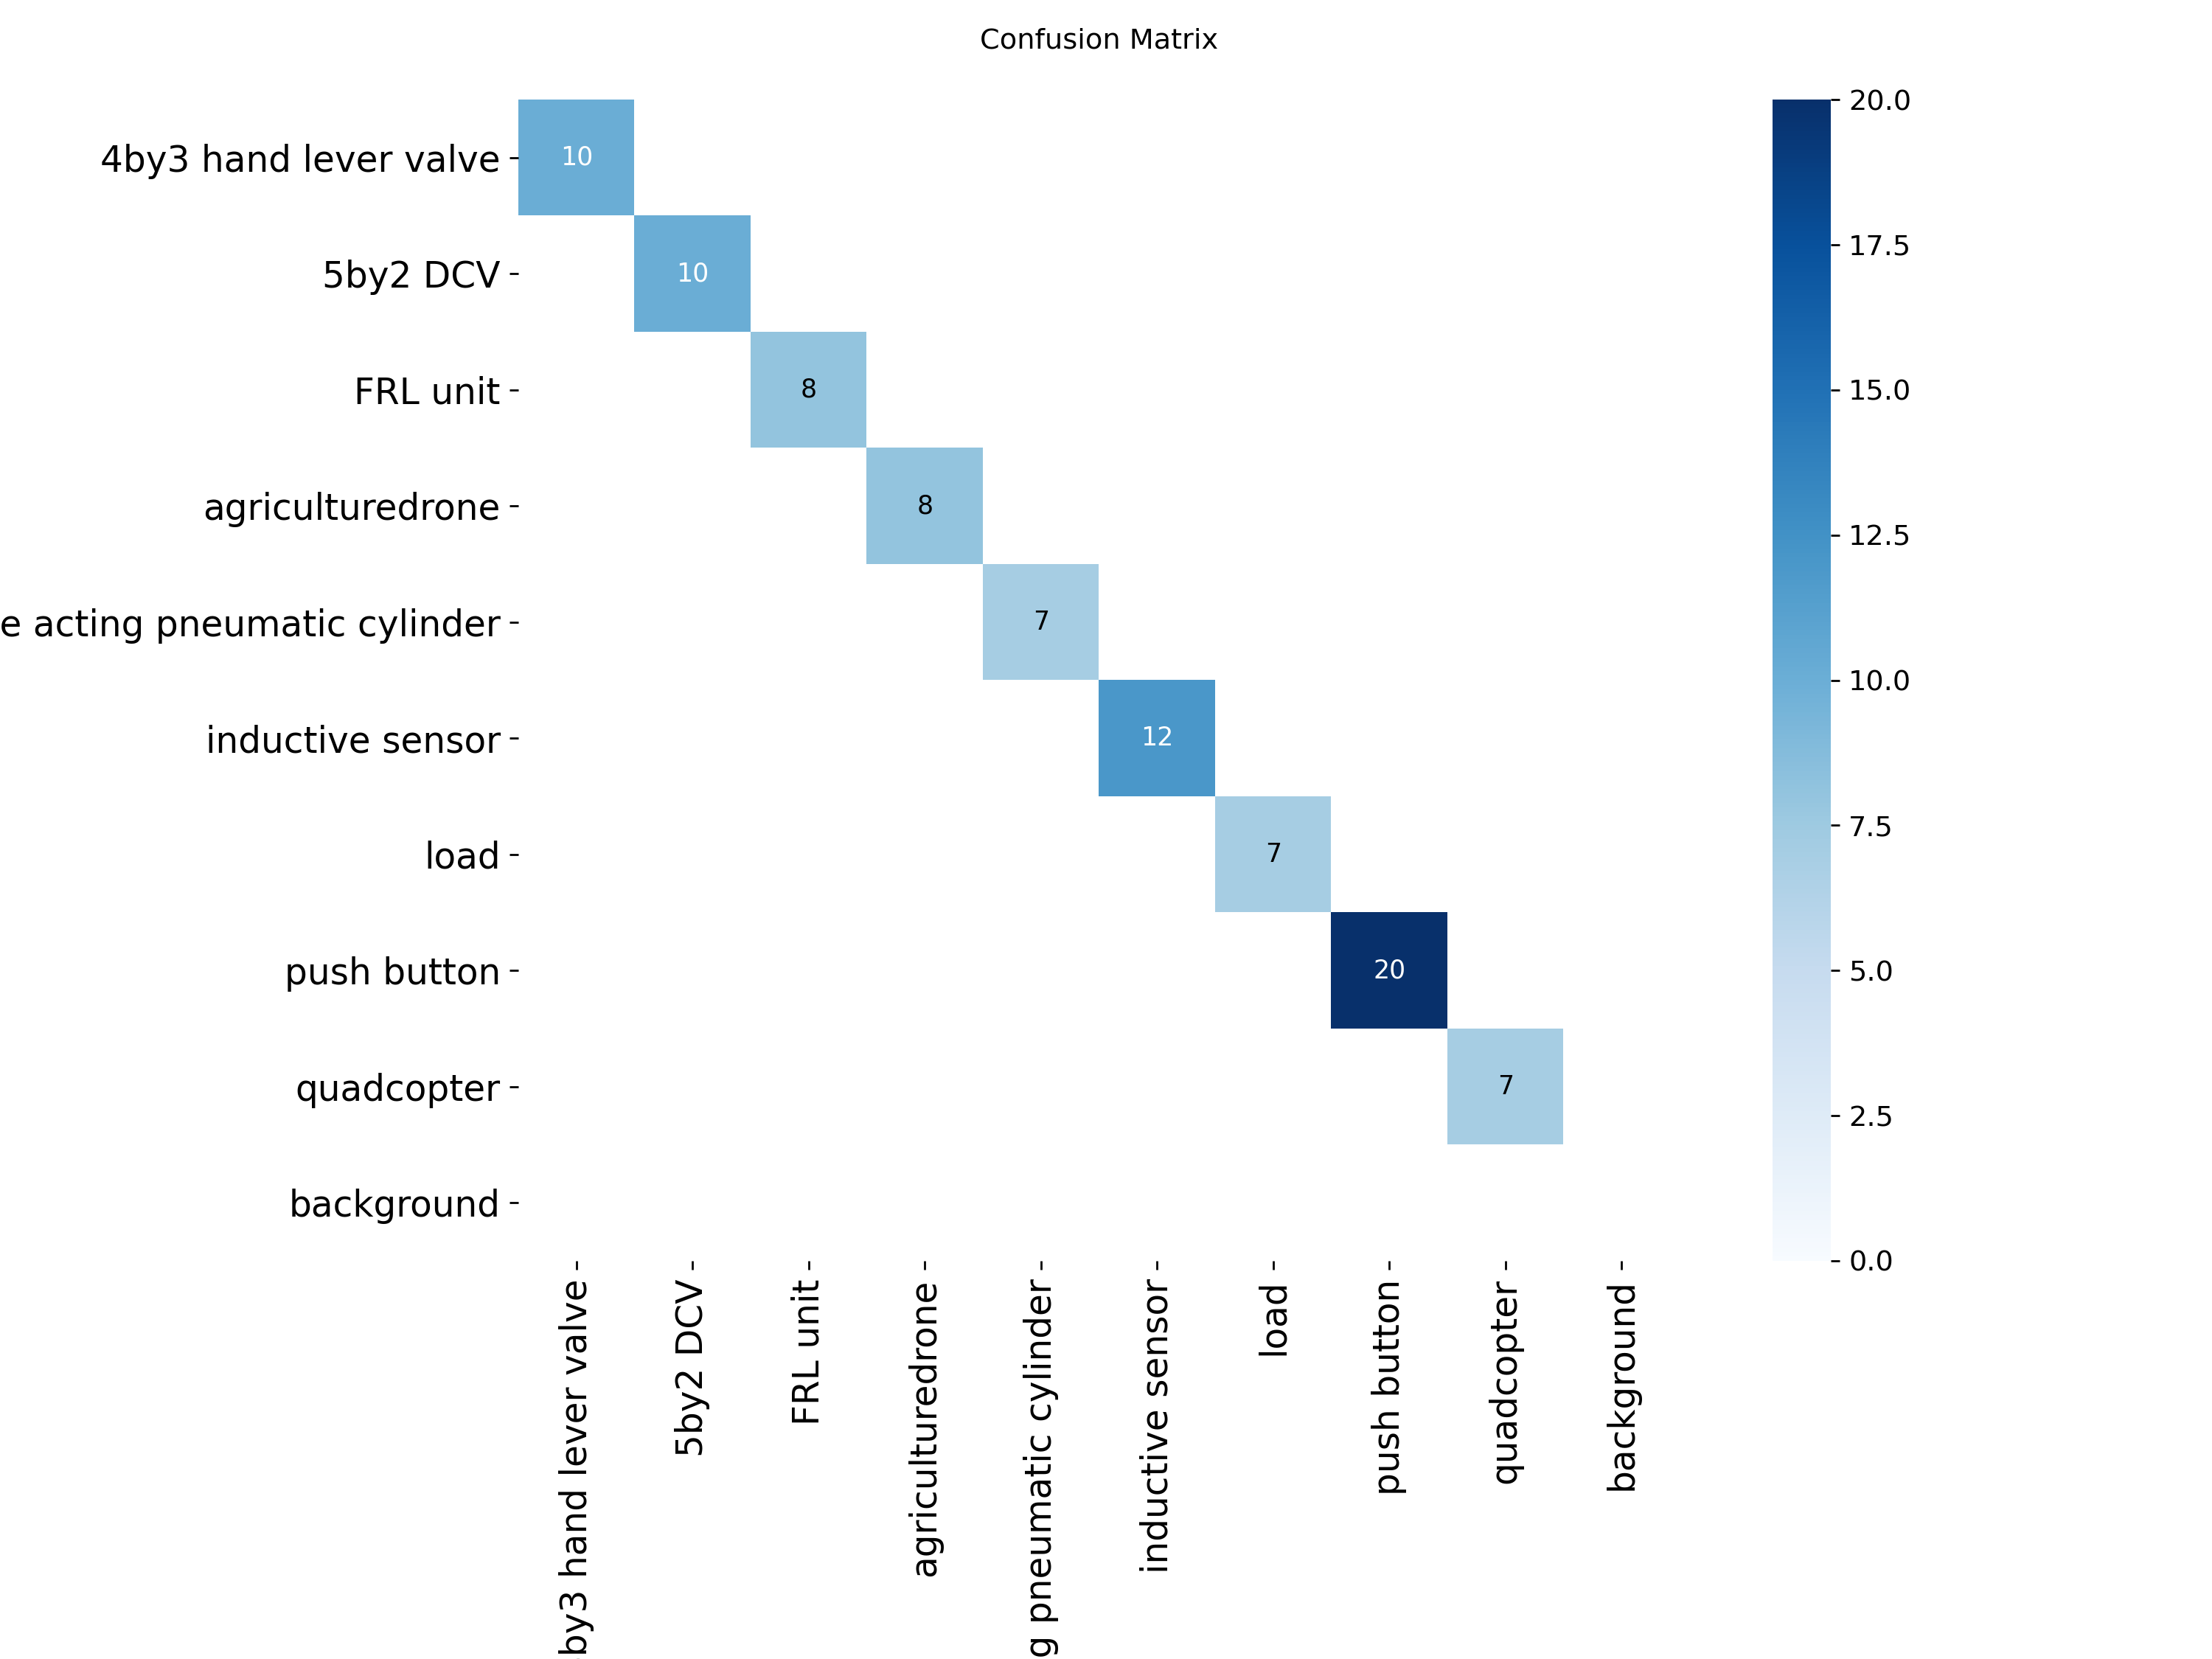 Confusion Matrix
4by3 hand lever valve
5by2 DCV
FRL unit
agriculturedrone
e acting pneumatic cylinder
inductive sensor
load
push button
quadcopter
background
10
10
8
8
7
12
7
20
7
20.0
17.5
15.0
12.5
10.0
7.5
5.0
2.5
0.0
by3 hand lever valve
5by2 DCV
FRL unit
agriculturedrone
g pneumatic cylinder
inductive sensor
load
push button
quadcopter
background